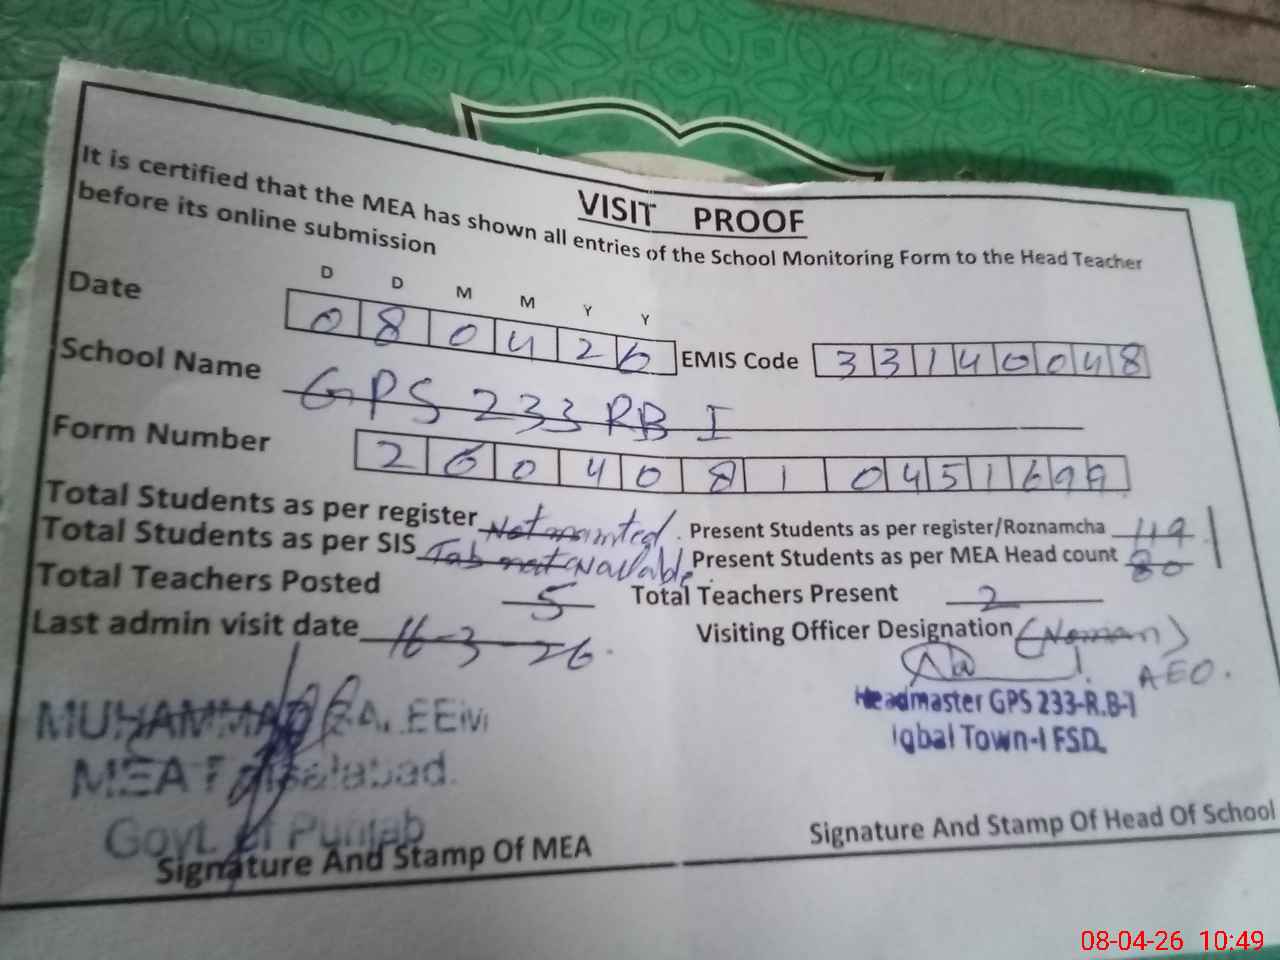 VISIT PROOF
It is certified that the MEA has shown all entries of the School Monitoring Form to the Head Teacher
before its online submission
D D M M Y Y
Date 0 8 0 4 2 6 EMIS Code 3 3 1 4 0 0 4 8
School Name GPS 233 RB I
Form Number 2 6 0 4 0 8 1 0 4 5 1 6 9 9
Total Students as per register Not mainted. Present Students as per register/Roznamcha 119
Total Students as per SIS Tab not available. Present Students as per MEA Head count 80
Total Teachers Posted 5 Total Teachers Present 2
Last admin visit date 16-3-26. Visiting Officer Designation (Noman)
AEO.
MUHAMMAD EEM
MEA Faisalabad.
Govt. of Punjab
Headmaster GPS 233-R.B-1
Iqbal Town-I FSD.
Signature And Stamp Of MEA
Signature And Stamp Of Head Of School
08-04-26 10:49